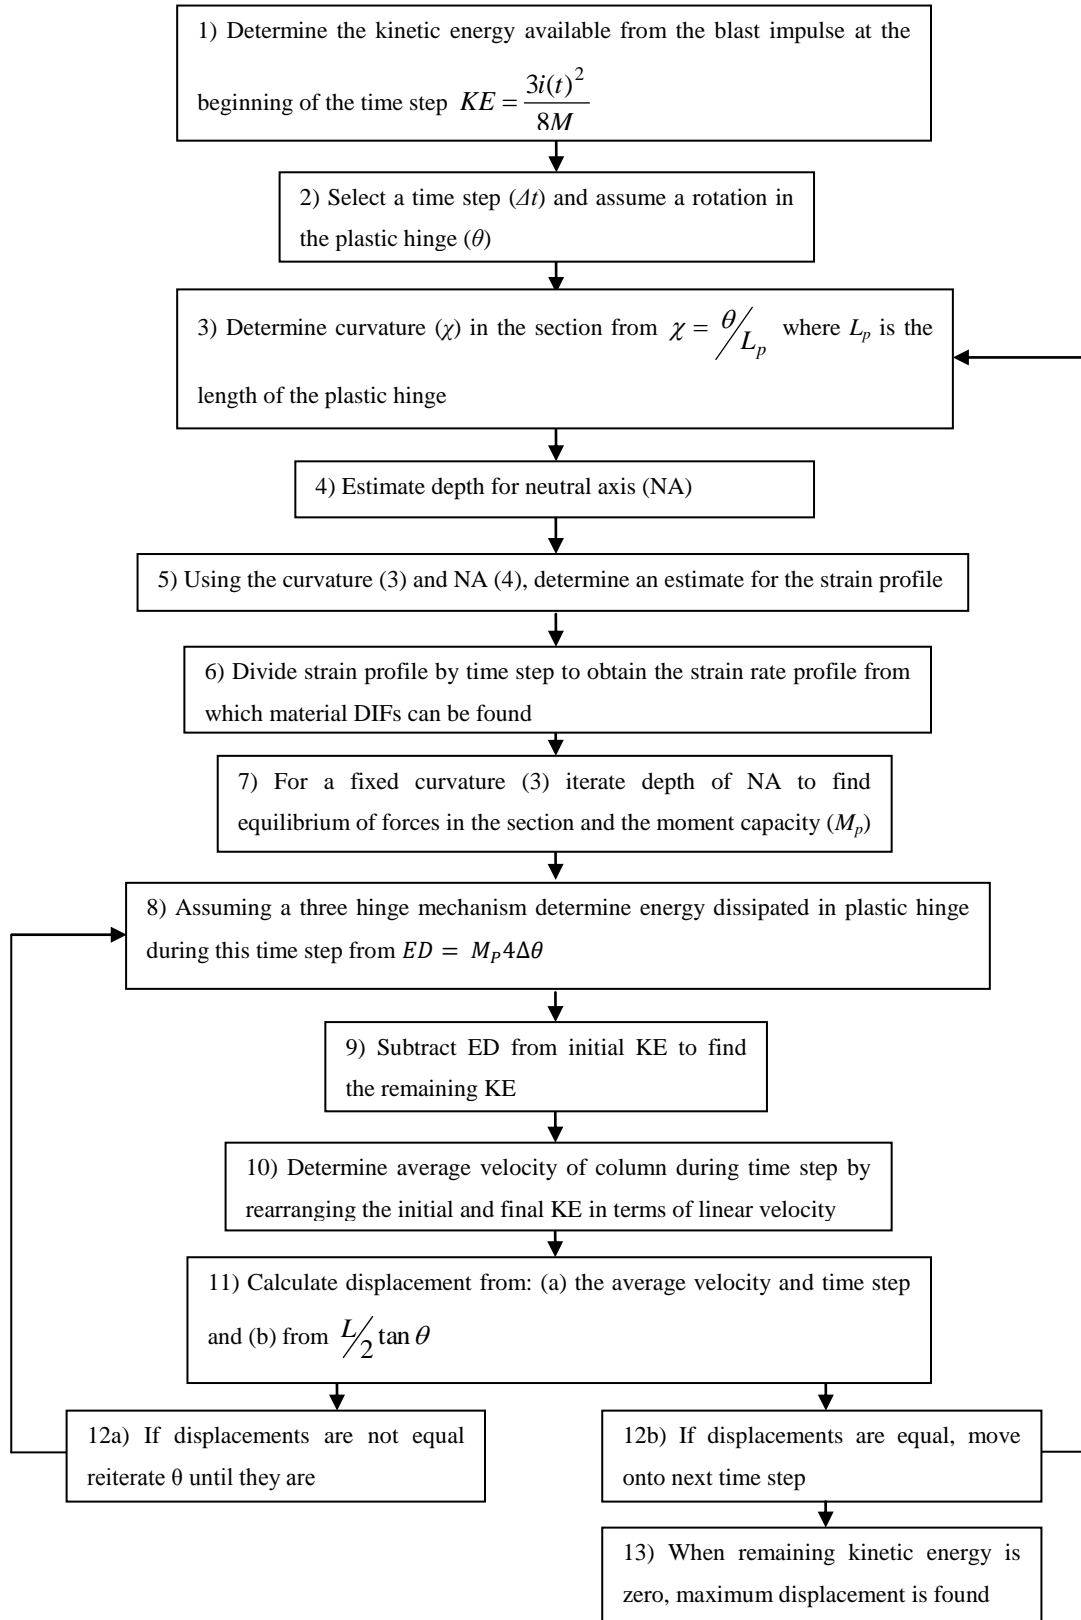 1) Determine the kinetic energy available from the blast impulse at the
beginning of the time step KE = 3i(t)² / 8M
2) Select a time step (Δt) and assume a rotation in
the plastic hinge (θ)
3) Determine curvature (χ) in the section from χ = θ/Lₚ where Lₚ is the
length of the plastic hinge
4) Estimate depth for neutral axis (NA)
5) Using the curvature (3) and NA (4), determine an estimate for the strain profile
6) Divide strain profile by time step to obtain the strain rate profile from
which material DIFs can be found
7) For a fixed curvature (3) iterate depth of NA to find
equilibrium of forces in the section and the moment capacity (Mₚ)
8) Assuming a three hinge mechanism determine energy dissipated in plastic hinge
during this time step from ED = M_P4Δθ
9) Subtract ED from initial KE to find
the remaining KE
10) Determine average velocity of column during time step by
rearranging the initial and final KE in terms of linear velocity
11) Calculate displacement from: (a) the average velocity and time step
and (b) from L/2 tan θ
12a) If displacements are not equal
reiterate θ until they are
12b) If displacements are equal, move
onto next time step
13) When remaining kinetic energy is
zero, maximum displacement is found